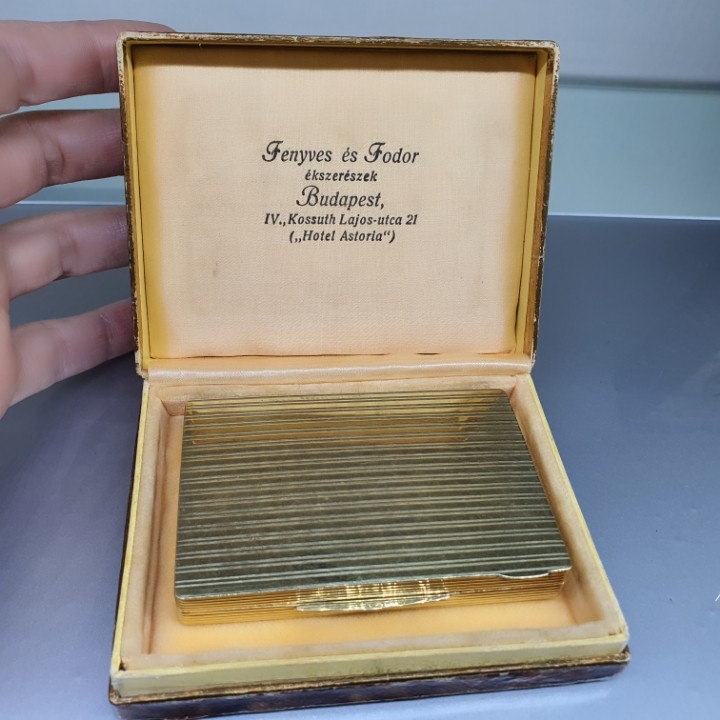 Fenyves és Fodor
ékszerészek
Budapest,
IV., Kossuth Lajos-utca 21
(„Hotel Astoria“)